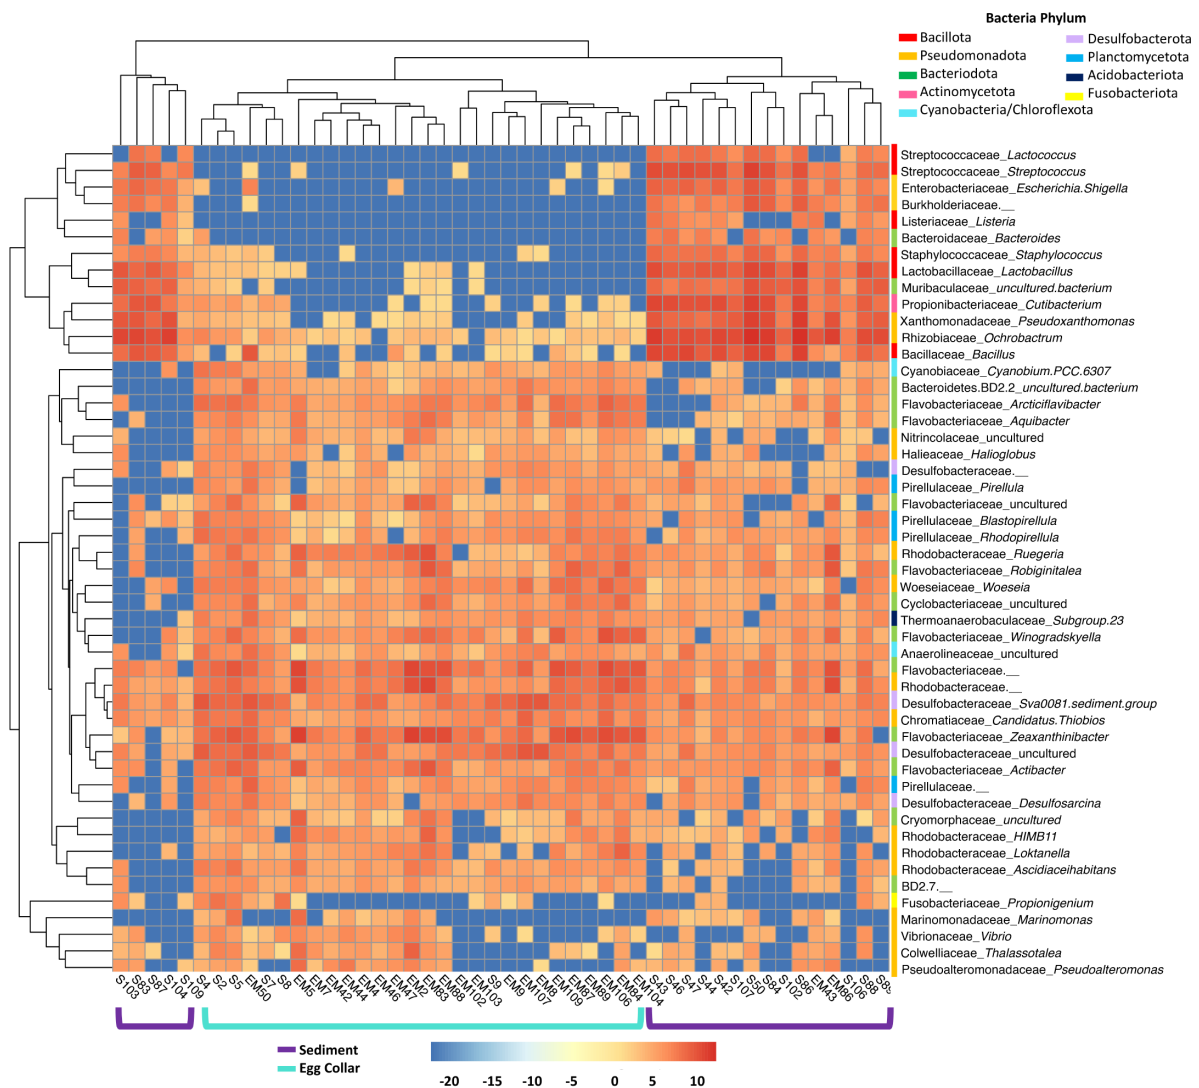 Bacteria Phylum
Bacillota
Pseudomonadota
Bacteriodota
Actinomycetota
Cyanobacteria/Chloroflexota
Desulfobacterota
Planctomycetota
Acidobacteriota
Fusobacteriota
Streptococcaceae_Lactococcus
Streptococcaceae_Streptococcus
Enterobacteriaceae_Escherichia.Shigella
Burkholderiaceae.__
Listeriaceae_Listeria
Bacteroidaceae_Bacteroides
Staphylococcaceae_Staphylococcus
Lactobacillaceae_Lactobacillus
Muribaculaceae_uncultured.bacterium
Propionibacteriaceae_Cutibacterium
Xanthomonadaceae_Pseudoxanthomonas
Rhizobiaceae_Ochrobactrum
Bacillaceae_Bacillus
Cyanobiaceae_Cyanobium.PCC.6307
Bacteroidetes.BD2.2_uncultured.bacterium
Flavobacteriaceae_Arcticiflavibacter
Flavobacteriaceae_Aquibacter
Nitrincolaceae_uncultured
Halieaceae_Halioglobus
Desulfobacteraceae.__
Pirellulaceae_Pirellula
Flavobacteriaceae_uncultured
Pirellulaceae_Blastopirellula
Pirellulaceae_Rhodopirellula
Rhodobacteraceae_Ruegeria
Flavobacteriaceae_Robiginitalea
Woeseiaceae_Woeseia
Cyclobacteriaceae_uncultured
Thermoanaerobaculaceae_Subgroup.23
Flavobacteriaceae_Winogradskyella
Anaerolineaceae_uncultured
Flavobacteriaceae.__
Rhodobacteraceae.__
Desulfobacteraceae_Sva0081.sediment.group
Chromatiaceae_Candidatus.Thiobios
Flavobacteriaceae_Zeaxanthinibacter
Desulfobacteraceae_uncultured
Flavobacteriaceae_Actibacter
Pirellulaceae.__
Desulfobacteraceae_Desulfosarcina
Cryomorphaceae_uncultured
Rhodobacteraceae_HIMB11
Rhodobacteraceae_Loktanella
Rhodobacteraceae_Ascidiaceihabitans
BD2.7.__
Fusobacteriaceae_Propionigenium
Marinomonadaceae_Marinomonas
Vibrionaceae_Vibrio
Colwelliaceae_Thalassotalea
Pseudoalteromonadaceae_Pseudoalteromonas
S103 S83 S87 S104 S109 S4 S2 S5 EM50 S7 S8 EM5 EM7 EM42 EM44 EM4 EM46 EM47 EM2 EM83 EM88 EM102 EM103 S9 EM9 EM107 EM8 EM109 EM87 EM89 EM106 EM84 EM104 S43 S46 S47 S44 S42 S107 S50 S84 S102 S86 EM43 EM86 S106 S88
Sediment
Egg Collar
-20 -15 -10 -5 0 5 10